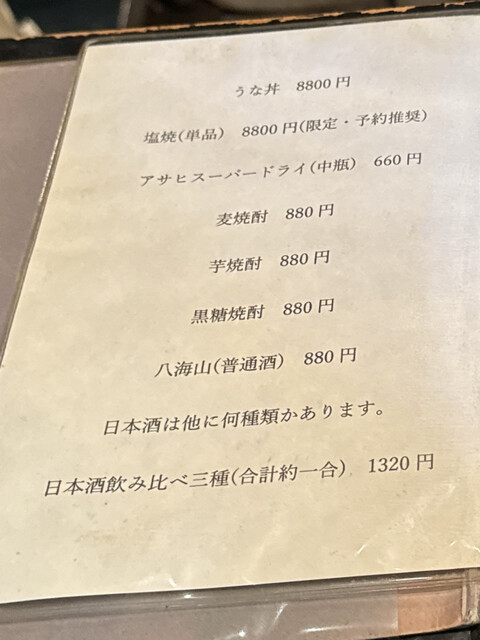 うな丼 8800円
塩焼(単品) 8800円(限定・予約推奨)
アサヒスーパードライ(中瓶) 660円
麦焼酎 880円
芋焼酎 880円
黒糖焼酎 880円
八海山(普通酒) 880円
日本酒は他に何種類かあります。
日本酒飲み比べ三種(合計約一合) 1320円